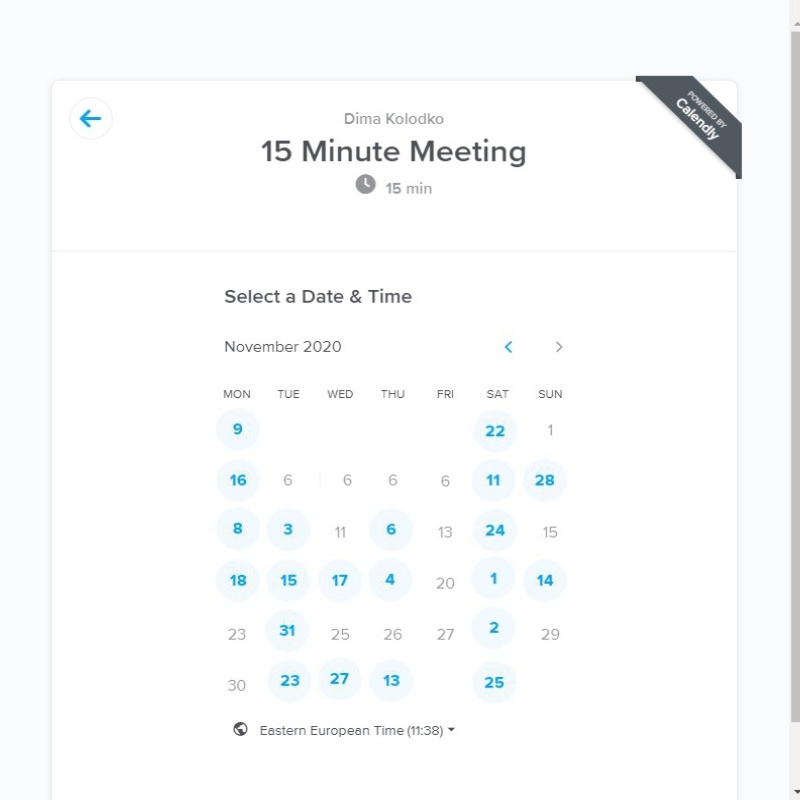 POWERED BY
Calendly
Dima Kolodko
15 Minute Meeting
15 min
Select a Date & Time
November 2020
MON TUE WED THU FRI SAT SUN
9 22 1
16 6 6 6 6 11 28
8 3 11 6 13 24 15
18 15 17 4 20 1 14
23 31 25 26 27 2 29
30 23 27 13 25
Eastern European Time (11:38)